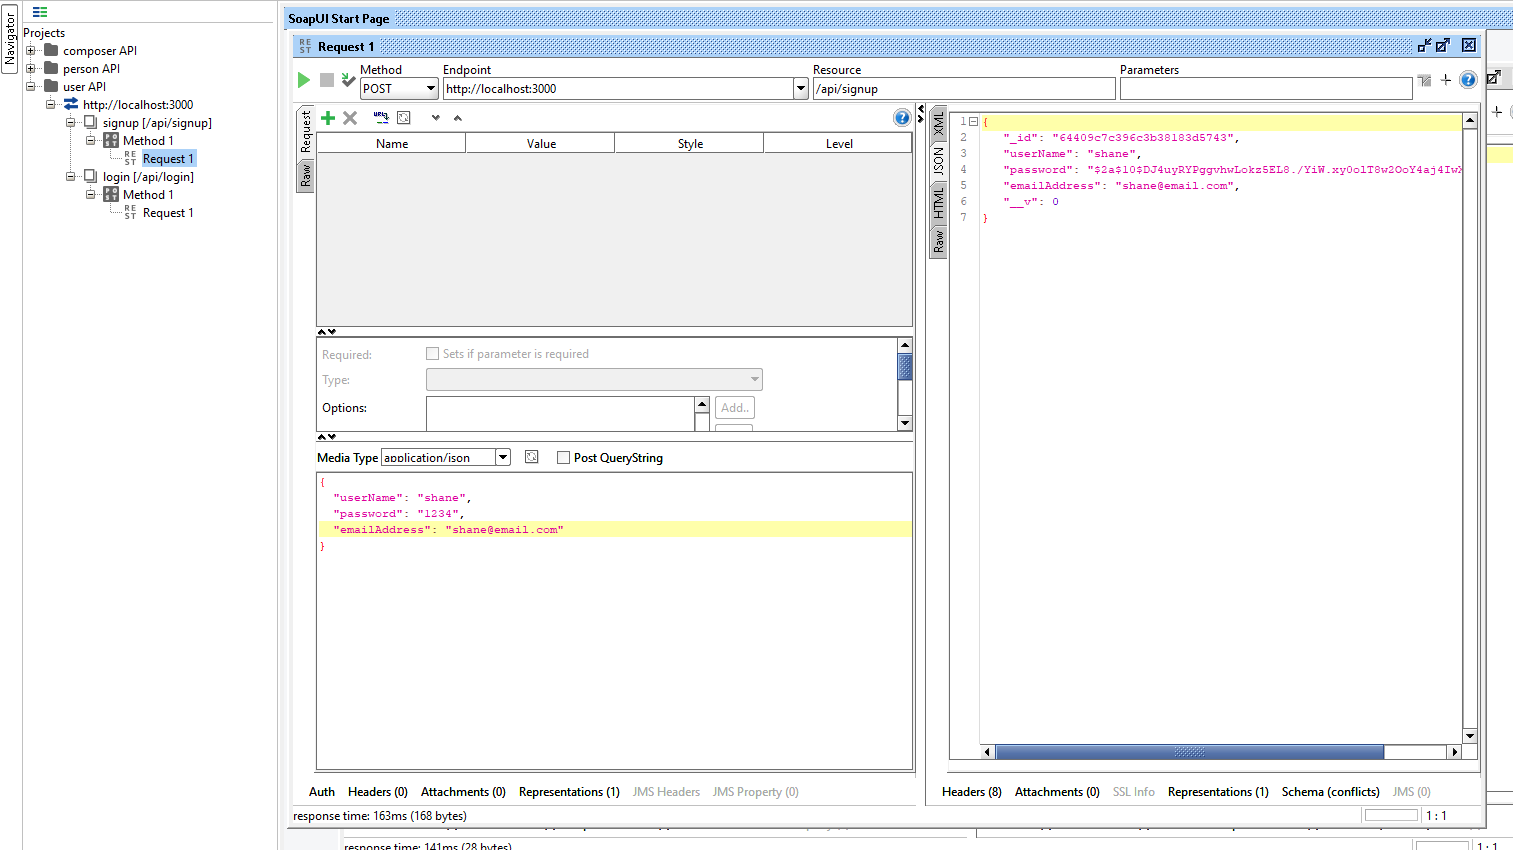 Navigator
Projects
composer API
person API
user API
http://localhost:3000
signup [/api/signup]
Method 1
Request 1
login [/api/login]
Method 1
Request 1
SoapUI Start Page
Request 1
Method
Endpoint
Resource
Parameters
POST
http://localhost:3000
/api/signup
Request
Raw
Name Value Style Level
Required:
Sets if parameter is required
Type:
Options:
Add..
Media Type
application/json
Post QueryString
{
"userName": "shane",
"password": "1234",
"emailAddress": "shane@email.com"
}
Auth Headers (0) Attachments (0) Representations (1) JMS Headers JMS Property (0)
XML
JSON
HTML
Raw
1 {
2 "_id": "64409c7c396c3b38183d5743",
3 "userName": "shane",
4 "password": "$2a$10$DJ4uyRYPggvhwLokz5EL8./YiW.xy0olT8w2OoY4aj4IwX
5 "emailAddress": "shane@email.com",
6 "__v": 0
7 }
Headers (8) Attachments (0) SSL Info Representations (1) Schema (conflicts) JMS (0)
response time: 163ms (168 bytes)
1 : 1
response time: 141ms (28 bytes)
1 : 1